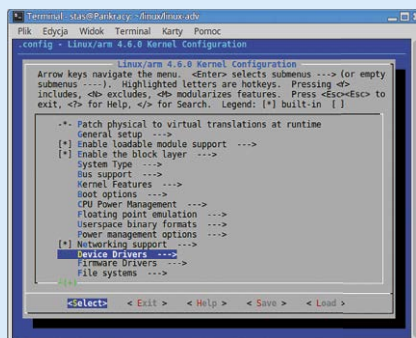 Terminal - stas@Pankracy: ~/linux/linux-adv
Plik Edycja Widok Terminal Karty Pomoc
.config - Linux/arm 4.6.0 Kernel Configuration
Linux/arm 4.6.0 Kernel Configuration
Arrow keys navigate the menu. <Enter> selects submenus ---> (or empty
submenus ----). Highlighted letters are hotkeys. Pressing <Y>
includes, <N> excludes, <M> modularizes features. Press <Esc><Esc> to
exit, <?> for Help, </> for Search. Legend: [*] built-in [ ]
-*- Patch physical to virtual translations at runtime
General setup --->
[*] Enable loadable module support --->
[*] Enable the block layer --->
System Type --->
Bus support --->
Kernel Features --->
Boot options --->
CPU Power Management --->
Floating point emulation --->
Userspace binary formats --->
Power management options --->
[*] Networking support --->
Device Drivers --->
Firmware Drivers --->
File systems --->
<Select> < Exit > < Help > < Save > < Load >